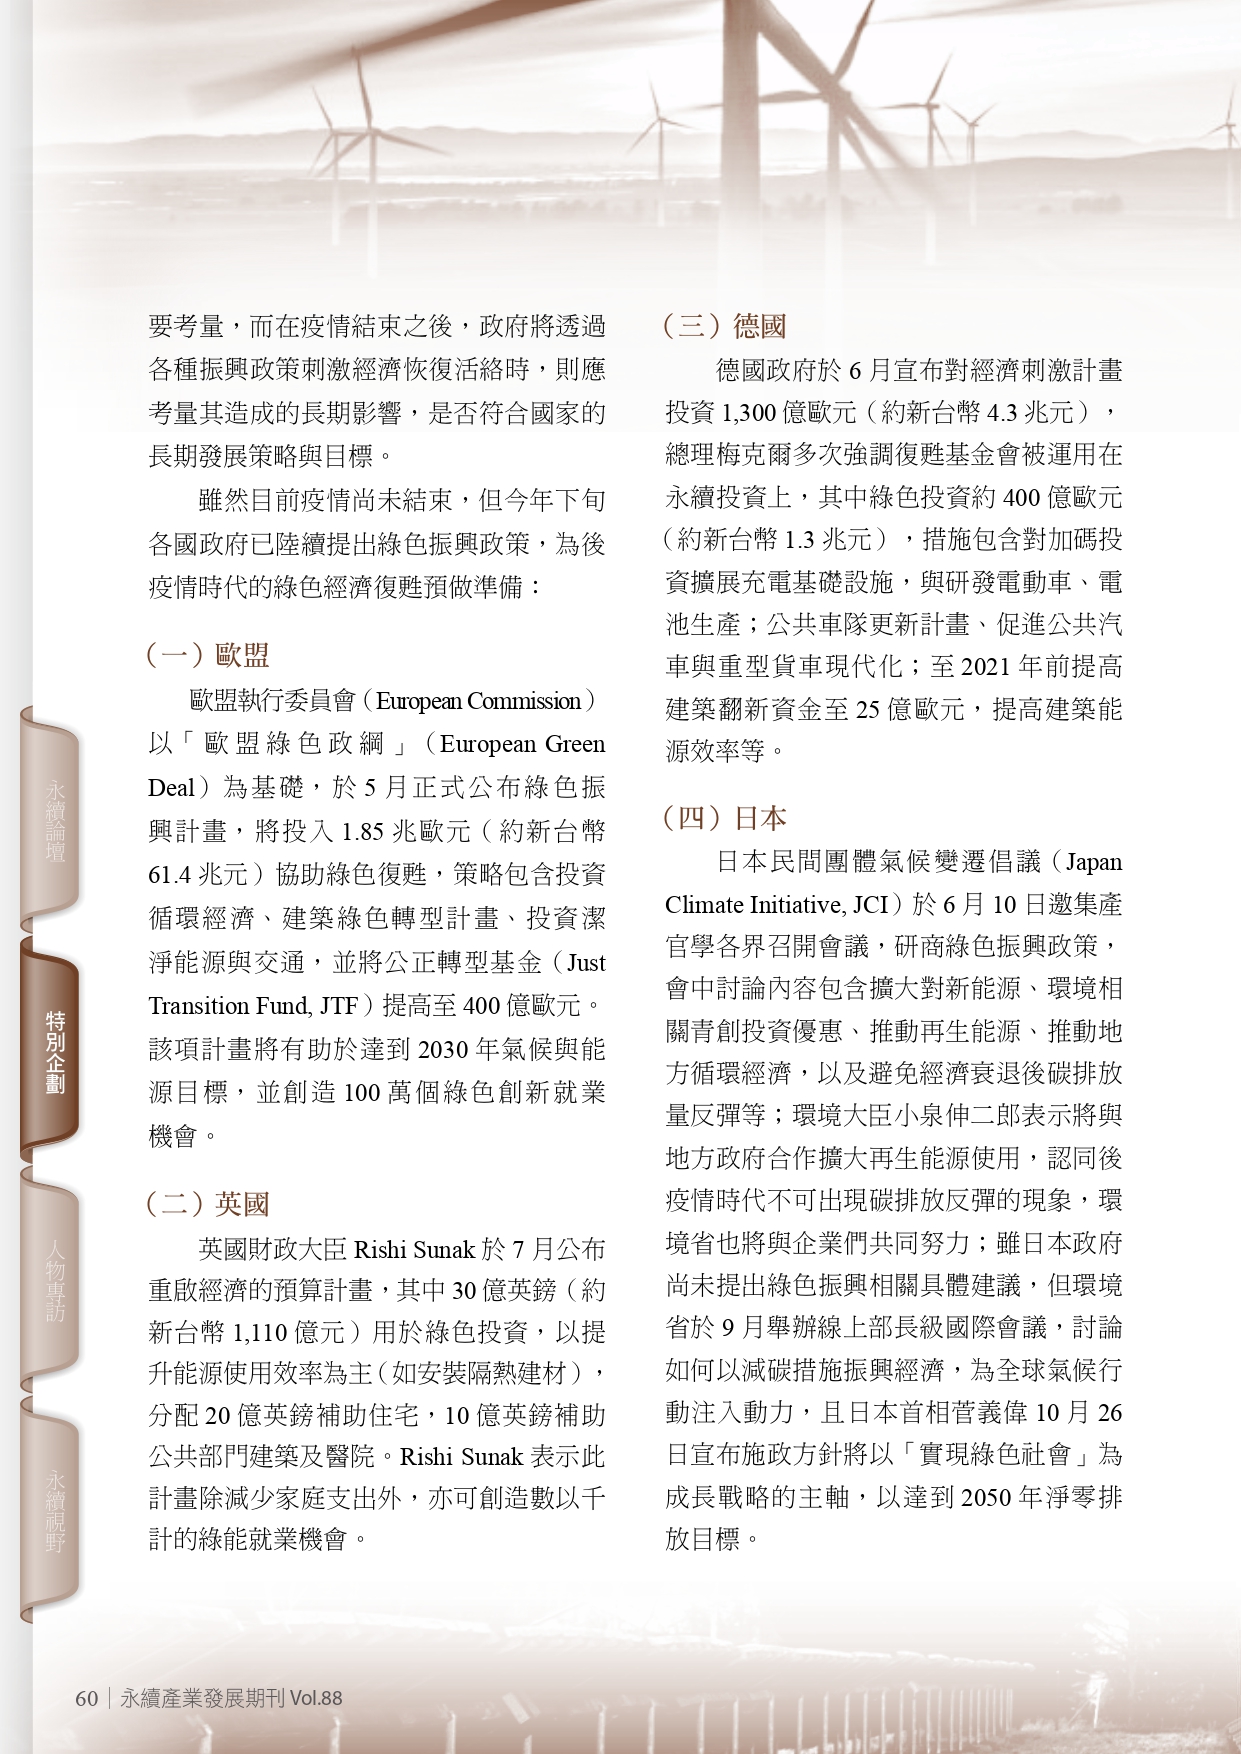 要考量，而在疫情結束之後，政府將透過
各種振興政策刺激經濟恢復活絡時，則應
考量其造成的長期影響，是否符合國家的
長期發展策略與目標。
雖然目前疫情尚未結束，但今年下旬
各國政府已陸續提出綠色振興政策，為後
疫情時代的綠色經濟復甦預做準備：
（一）歐盟
歐盟執行委員會（European Commission）
以「歐盟綠色政綱」（European Green
Deal）為基礎，於 5 月正式公布綠色振
興計畫，將投入 1.85 兆歐元（約新台幣
61.4 兆元）協助綠色復甦，策略包含投資
循環經濟、建築綠色轉型計畫、投資潔
淨能源與交通，並將公正轉型基金（Just
Transition Fund, JTF）提高至 400 億歐元。
該項計畫將有助於達到 2030 年氣候與能
源目標，並創造 100 萬個綠色創新就業
機會。
（二）英國
英國財政大臣 Rishi Sunak 於 7 月公布
重啟經濟的預算計畫，其中 30 億英鎊（約
新台幣 1,110 億元）用於綠色投資，以提
升能源使用效率為主（如安裝隔熱建材），
分配 20 億英鎊補助住宅，10 億英鎊補助
公共部門建築及醫院。Rishi Sunak 表示此
計畫除減少家庭支出外，亦可創造數以千
計的綠能就業機會。
（三）德國
德國政府於 6 月宣布對經濟刺激計畫
投資 1,300 億歐元（約新台幣 4.3 兆元），
總理梅克爾多次強調復甦基金會被運用在
永續投資上，其中綠色投資約 400 億歐元
（約新台幣 1.3 兆元），措施包含對加碼投
資擴展充電基礎設施，與研發電動車、電
池生產；公共車隊更新計畫、促進公共汽
車與重型貨車現代化；至 2021 年前提高
建築翻新資金至 25 億歐元，提高建築能
源效率等。
（四）日本
日本民間團體氣候變遷倡議（Japan
Climate Initiative, JCI）於 6 月 10 日邀集產
官學各界召開會議，研商綠色振興政策，
會中討論內容包含擴大對新能源、環境相
關青創投資優惠、推動再生能源、推動地
方循環經濟，以及避免經濟衰退後碳排放
量反彈等；環境大臣小泉伸二郎表示將與
地方政府合作擴大再生能源使用，認同後
疫情時代不可出現碳排放反彈的現象，環
境省也將與企業們共同努力；雖日本政府
尚未提出綠色振興相關具體建議，但環境
省於 9 月舉辦線上部長級國際會議，討論
如何以減碳措施振興經濟，為全球氣候行
動注入動力，且日本首相菅義偉 10 月 26
日宣布施政方針將以「實現綠色社會」為
成長戰略的主軸，以達到 2050 年淨零排
放目標。
永續論壇
特別企劃
人物專訪
永續視野
60 | 永續產業發展期刊 Vol.88